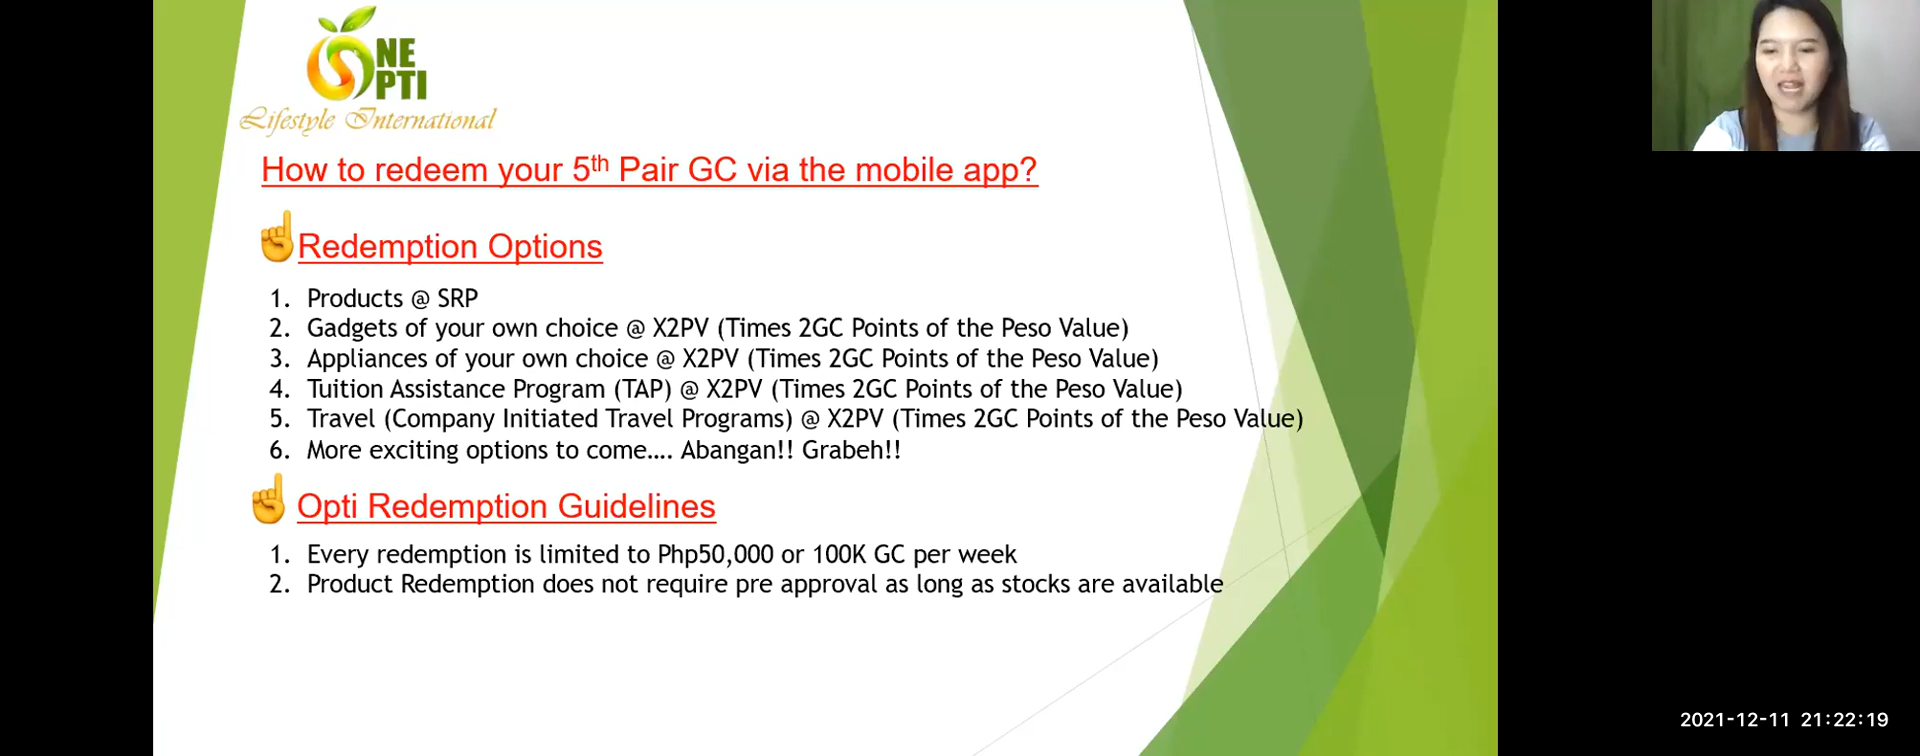 NE
PTI
Lifestyle International
How to redeem your 5th Pair GC via the mobile app?
☝Redemption Options
1. Products @ SRP
2. Gadgets of your own choice @ X2PV (Times 2GC Points of the Peso Value)
3. Appliances of your own choice @ X2PV (Times 2GC Points of the Peso Value)
4. Tuition Assistance Program (TAP) @ X2PV (Times 2GC Points of the Peso Value)
5. Travel (Company Initiated Travel Programs) @ X2PV (Times 2GC Points of the Peso Value)
6. More exciting options to come.... Abangan!! Grabeh!!
☝Opti Redemption Guidelines
1. Every redemption is limited to Php50,000 or 100K GC per week
2. Product Redemption does not require pre approval as long as stocks are available
2021-12-11 21:22:19